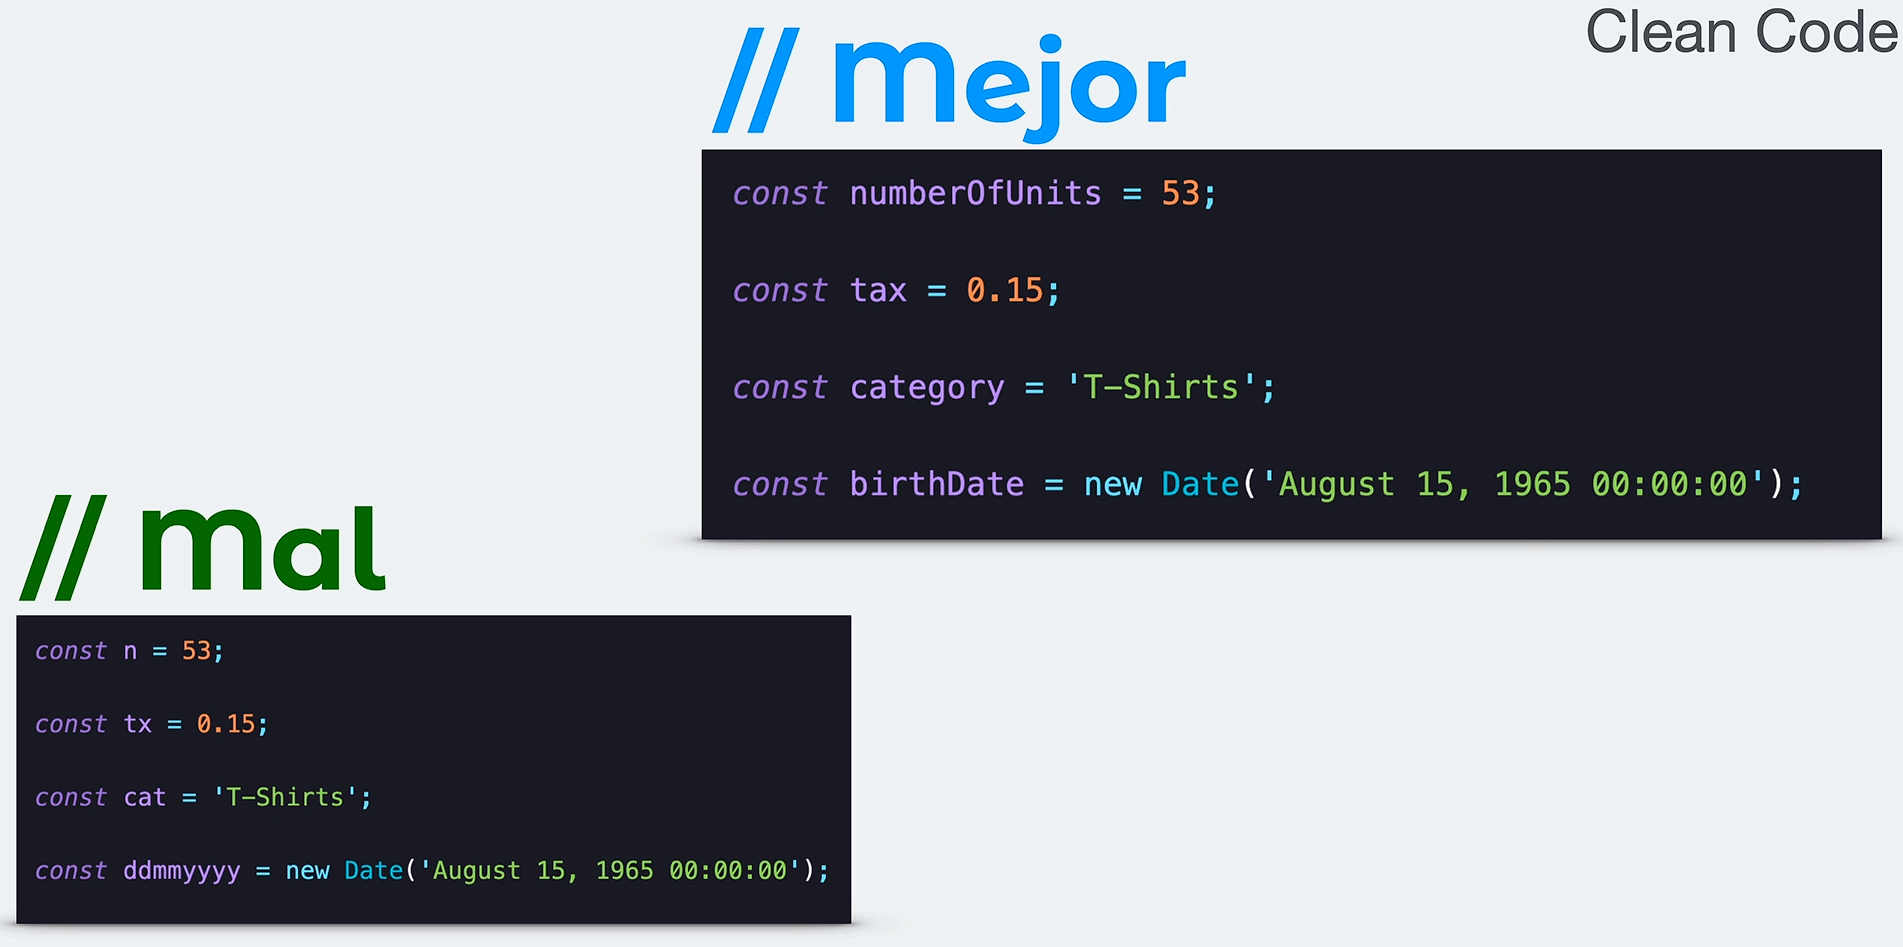 Clean Code
// Mejor
const numberOfUnits = 53;
const tax = 0.15;
const category = 'T-Shirts';
const birthDate = new Date('August 15, 1965 00:00:00');
// Mal
const n = 53;
const tx = 0.15;
const cat = 'T-Shirts';
const ddmmyyyy = new Date('August 15, 1965 00:00:00');